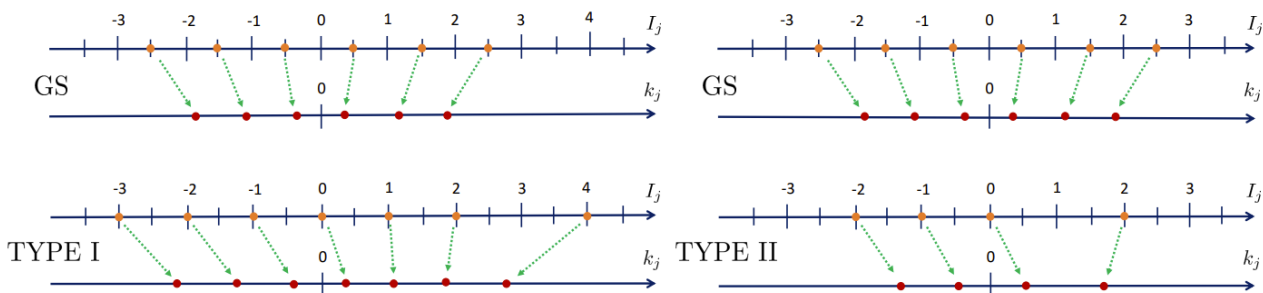 -3 -2 -1 0 1 2 3 4 I_j
GS 0 k_j
-3 -2 -1 0 1 2 3 I_j
GS 0 k_j
-3 -2 -1 0 1 2 4 I_j
TYPE I 0 k_j
-3 -2 -1 0 1 2 3 I_j
TYPE II 0 k_j